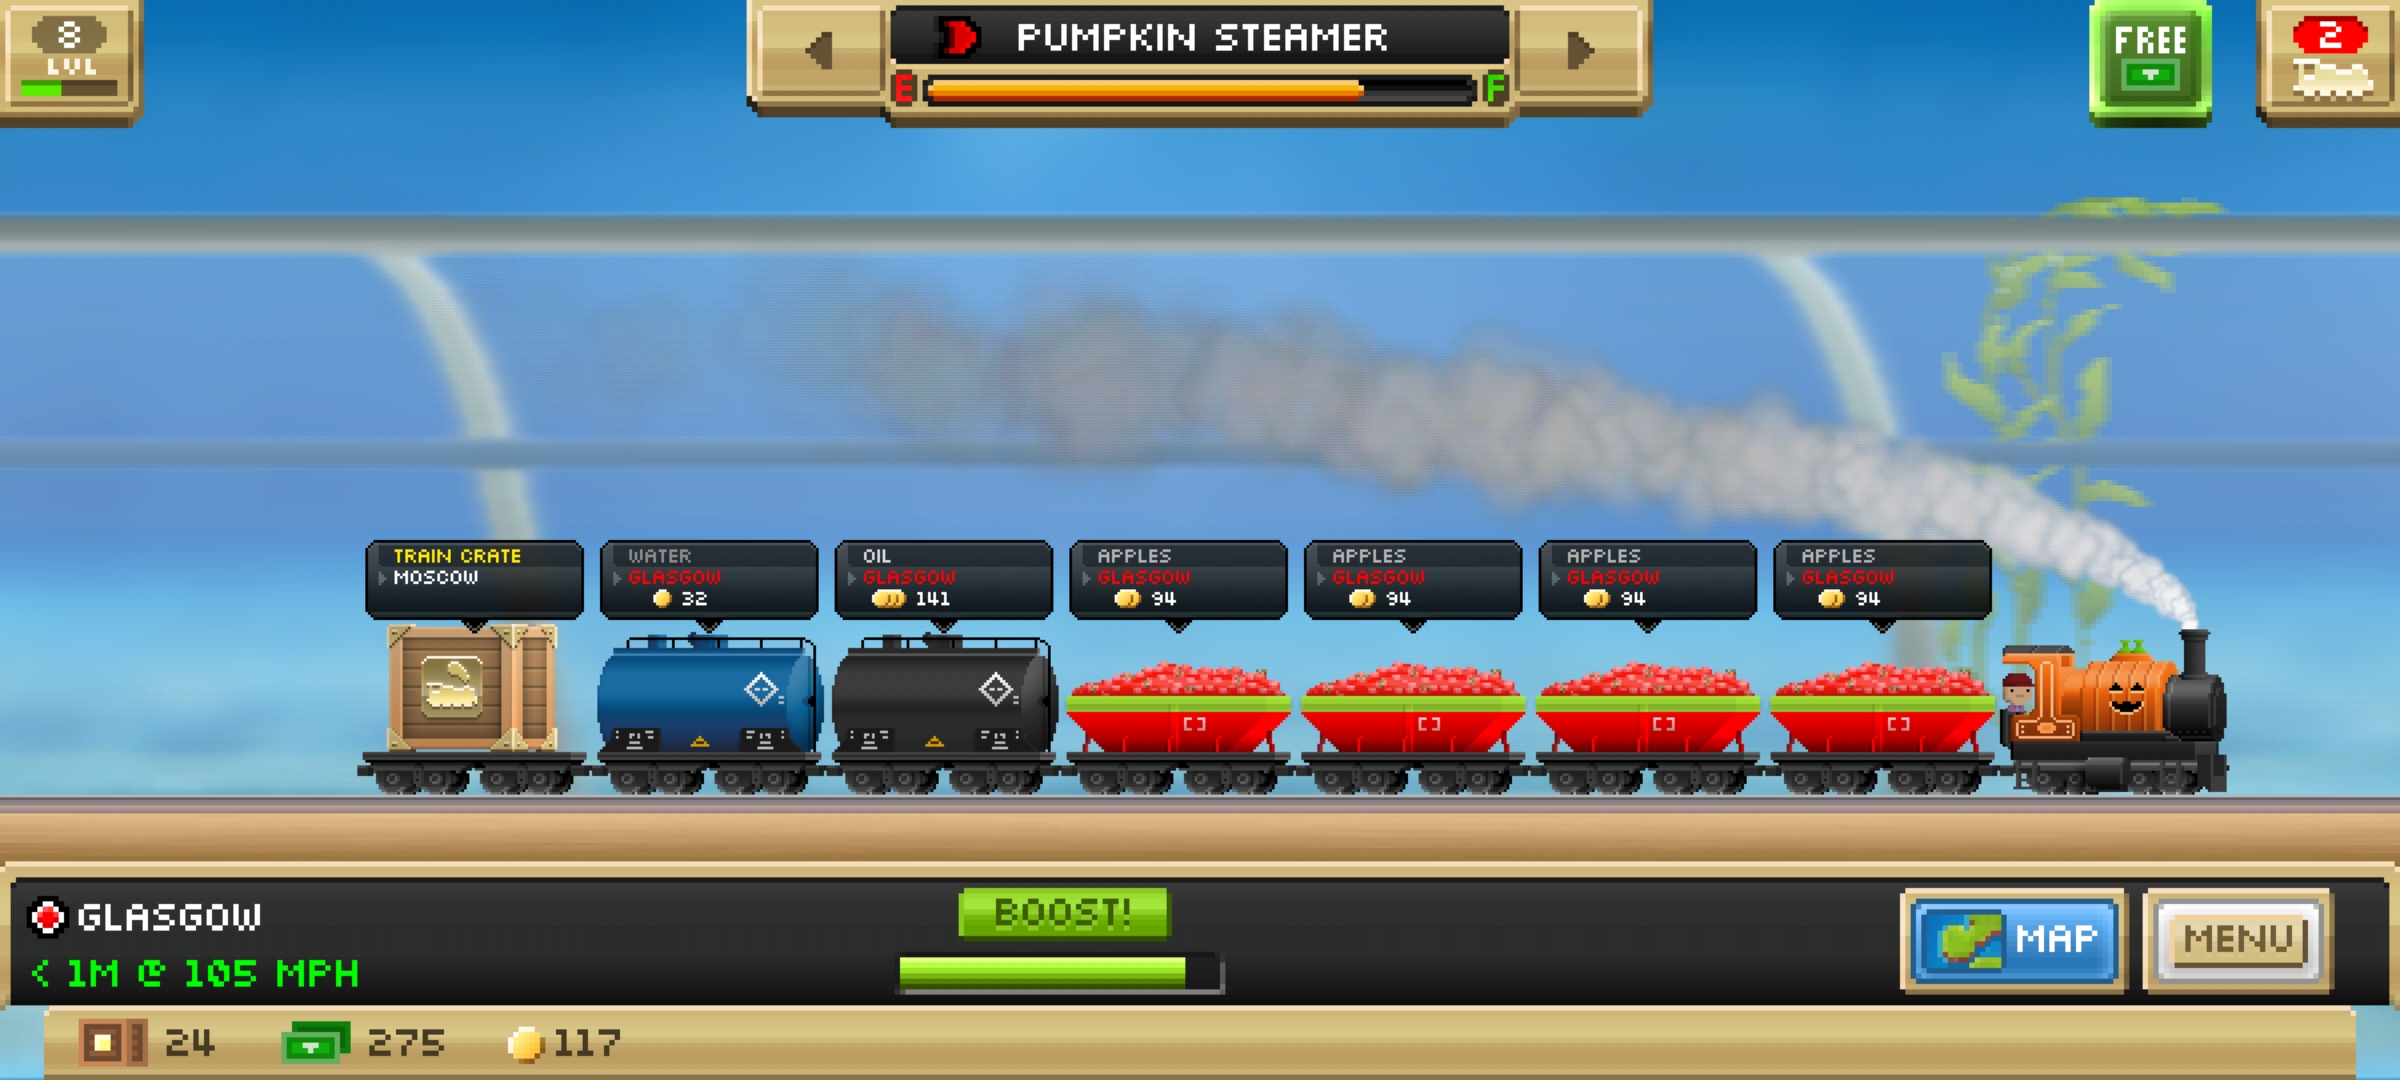 8
LVL
PUMPKIN STEAMER
E
F
FREE
2
TRAIN CRATE
MOSCOW
WATER
GLASGOW
32
OIL
GLASGOW
141
APPLES
GLASGOW
94
APPLES
GLASGOW
94
APPLES
GLASGOW
94
APPLES
GLASGOW
94
GLASGOW
< 1M @ 105 MPH
BOOST!
MAP
MENU
24
275
117